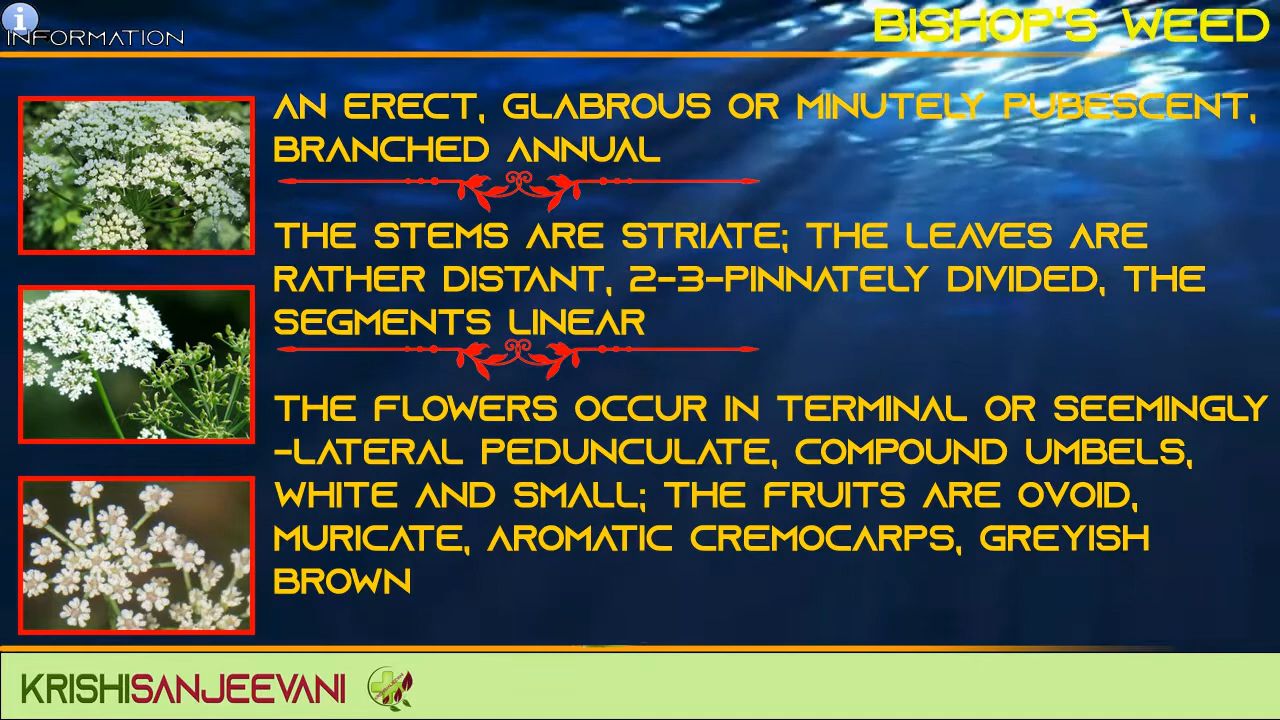 INFORMATION
BISHOP'S WEED
AN ERECT, GLABROUS OR MINUTELY PUBESCENT,
BRANCHED ANNUAL
THE STEMS ARE STRIATE; THE LEAVES ARE
RATHER DISTANT, 2-3-PINNATELY DIVIDED, THE
SEGMENTS LINEAR
THE FLOWERS OCCUR IN TERMINAL OR SEEMINGLY
-LATERAL PEDUNCULATE, COMPOUND UMBELS,
WHITE AND SMALL; THE FRUITS ARE OVOID,
MURICATE, AROMATIC CREMOCARPS, GREYISH
BROWN
KRISHISANJEEVANI